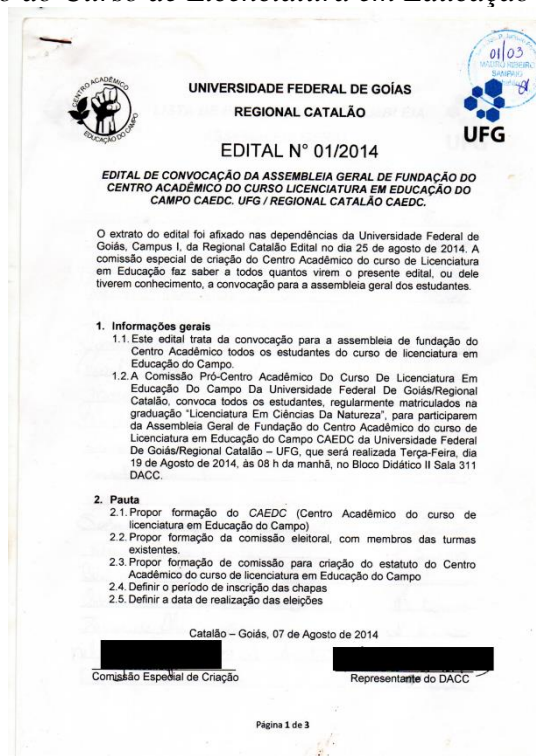 do Curso de Licenciatura em Educação
01/03
CENTRO ACADÊMICO
EDUCAÇÃO DO CAMPO
UNIVERSIDADE FEDERAL DE GOÍAS
REGIONAL CATALÃO
UFG
EDITAL N° 01/2014
EDITAL DE CONVOCAÇÃO DA ASSEMBLEIA GERAL DE FUNDAÇÃO DO
CENTRO ACADÊMICO DO CURSO LICENCIATURA EM EDUCAÇÃO DO
CAMPO CAEDC. UFG / REGIONAL CATALÃO CAEDC.
O extrato do edital foi afixado nas dependências da Universidade Federal de
Goiás, Campus I, da Regional Catalão Edital no dia 25 de agosto de 2014. A
comissão especial de criação do Centro Acadêmico do curso de Licenciatura
em Educação faz saber a todos quantos virem o presente edital, ou dele
tiverem conhecimento, a convocação para a assembleia geral dos estudantes.
1. Informações gerais
1.1. Este edital trata da convocação para a assembleia de fundação do
Centro Acadêmico todos os estudantes do curso de licenciatura em
Educação do Campo.
1.2. A Comissão Pró-Centro Acadêmico Do Curso De Licenciatura Em
Educação Do Campo Da Universidade Federal De Goiás/Regional
Catalão, convoca todos os estudantes, regularmente matriculados na
graduação “Licenciatura Em Ciências Da Natureza”, para participarem
da Assembleia Geral de Fundação do Centro Acadêmico do curso de
Licenciatura em Educação do Campo CAEDC da Universidade Federal
De Goiás/Regional Catalão – UFG, que será realizada Terça-Feira, dia
19 de Agosto de 2014, às 08 h da manhã, no Bloco Didático II Sala 311
DACC.
2. Pauta
2.1. Propor formação do CAEDC (Centro Acadêmico do curso de
licenciatura em Educação do Campo)
2.2. Propor formação da comissão eleitoral, com membros das turmas
existentes.
2.3. Propor formação de comissão para criação do estatuto do Centro
Acadêmico do curso de licenciatura em Educação do Campo
2.4. Definir o período de inscrição das chapas
2.5. Definir a data de realização das eleições
Catalão – Goiás, 07 de Agosto de 2014
Comissão Especial de Criação Representante do DACC
Página 1 de 3